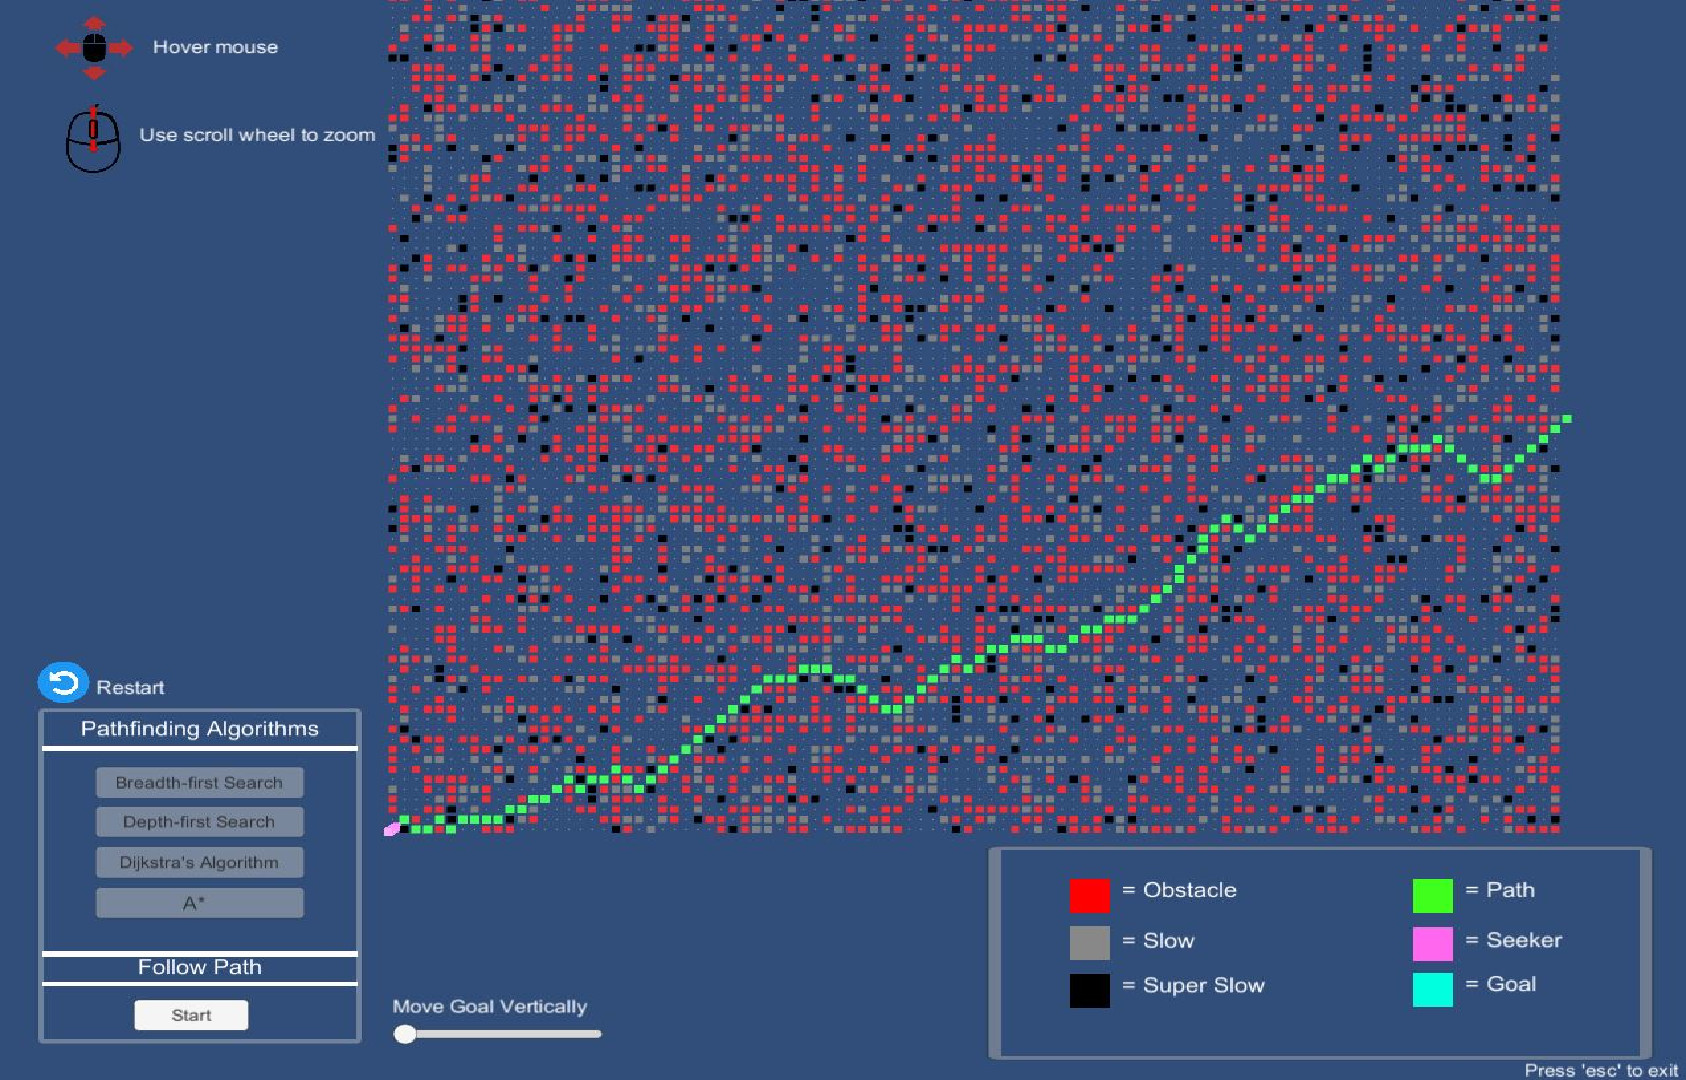 Hover mouse
Use scroll wheel to zoom
Restart
Pathfinding Algorithms
Breadth-first Search
Depth-first Search
Dijkstra's Algorithm
A*
Follow Path
Start
Move Goal Vertically
= Obstacle
= Slow
= Super Slow
= Path
= Seeker
= Goal
Press 'esc' to exit